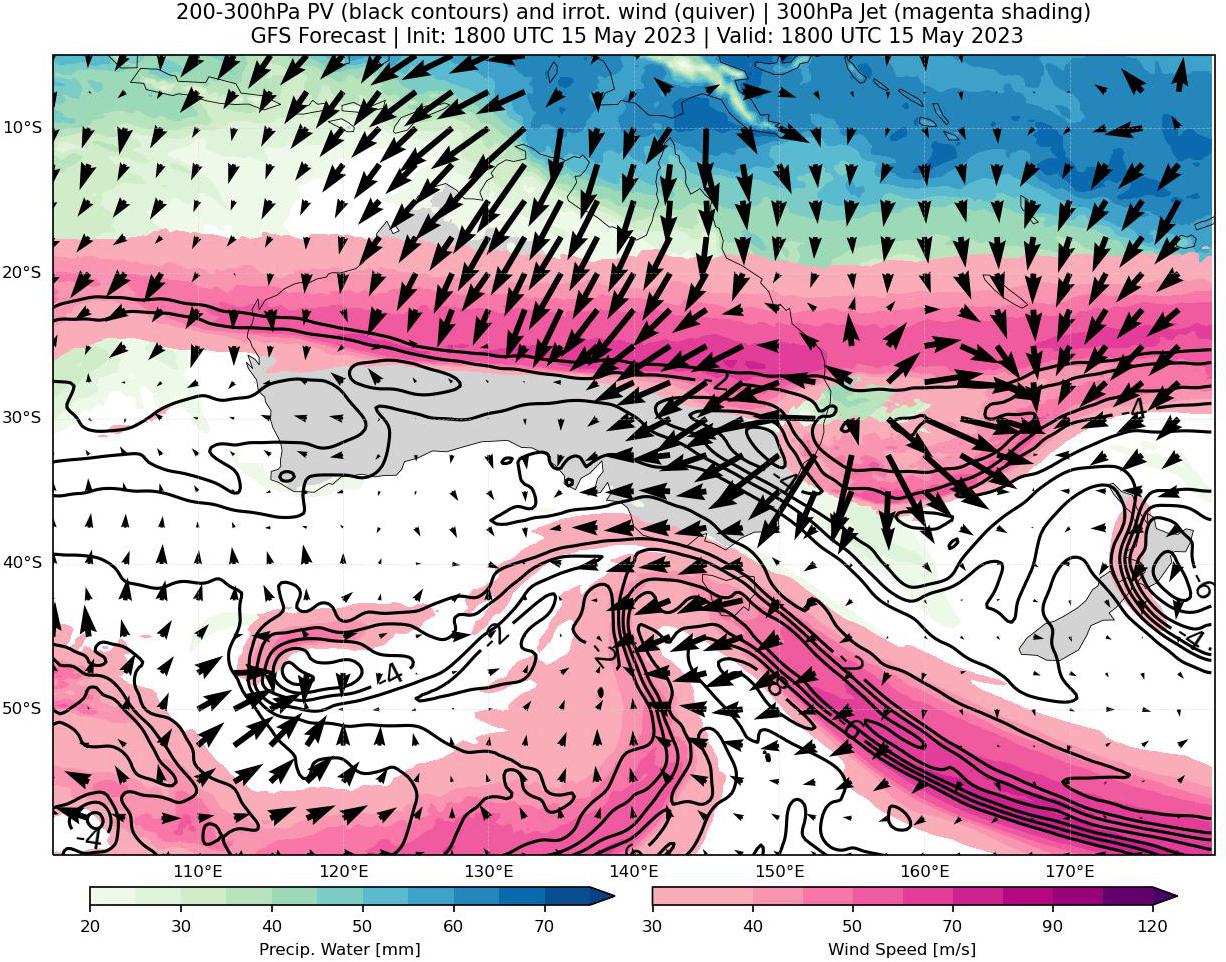 200-300hPa PV (black contours) and irrot. wind (quiver) | 300hPa Jet (magenta shading)
GFS Forecast | Init: 1800 UTC 15 May 2023 | Valid: 1800 UTC 15 May 2023
10°S
20°S
30°S
40°S
50°S
-4
-2
-4
-2
-4
-6
-4
110°E 120°E 130°E 140°E 150°E 160°E 170°E
20 30 40 50 60 70
Precip. Water [mm]
30 40 50 70 90 120
Wind Speed [m/s]